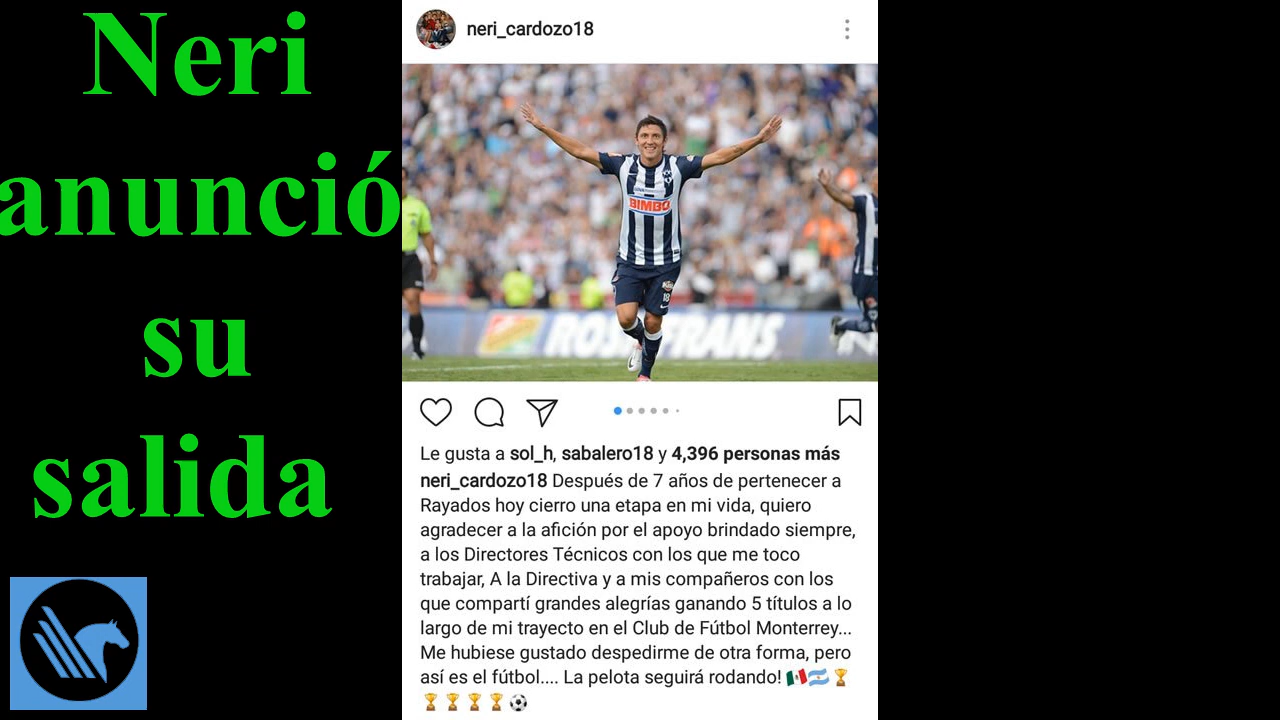 Neri
anunció
su
salida
neri_cardozo18
BIMBO
18
Le gusta a sol_h, sabalero18 y 4,396 personas más
neri_cardozo18 Después de 7 años de pertenecer a
Rayados hoy cierro una etapa en mi vida, quiero
agradecer a la afición por el apoyo brindado siempre,
a los Directores Técnicos con los que me toco
trabajar, A la Directiva y a mis compañeros con los
que compartí grandes alegrías ganando 5 títulos a lo
largo de mi trayecto en el Club de Fútbol Monterrey...
Me hubiese gustado despedirme de otra forma, pero
así es el fútbol.... La pelota seguirá rodando! 🇲🇽🇦🇷🏆
🏆🏆🏆🏆⚽